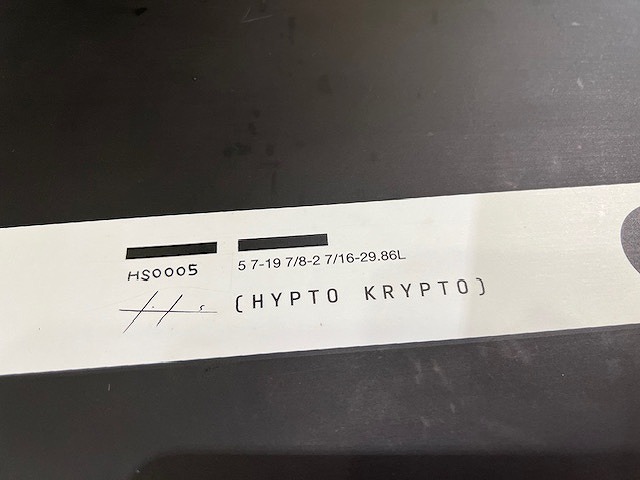 HS0005
5 7-19 7/8-2 7/16-29.86L
H.S
(HYPTO KRYPTO)